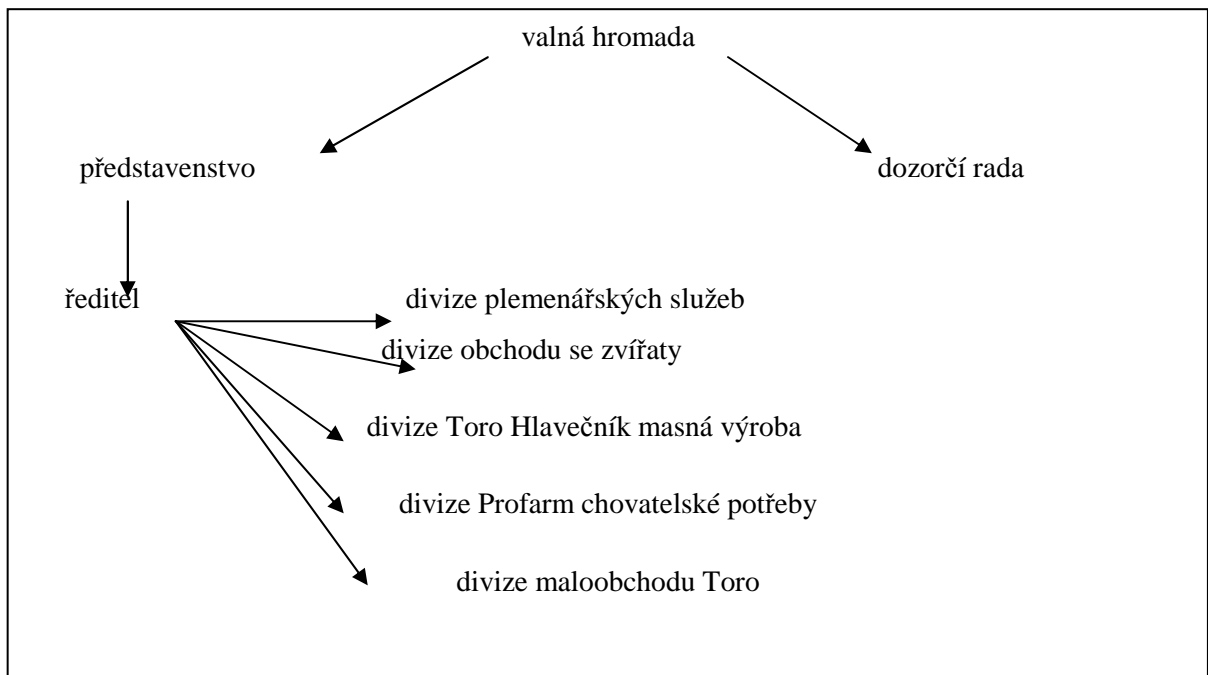 valná hromada
představenstvo
dozorčí rada
ředitel
divize plemenářských služeb
divize obchodu se zvířaty
divize Toro Hlavečník masná výroba
divize Profarm chovatelské potřeby
divize maloobchodu Toro